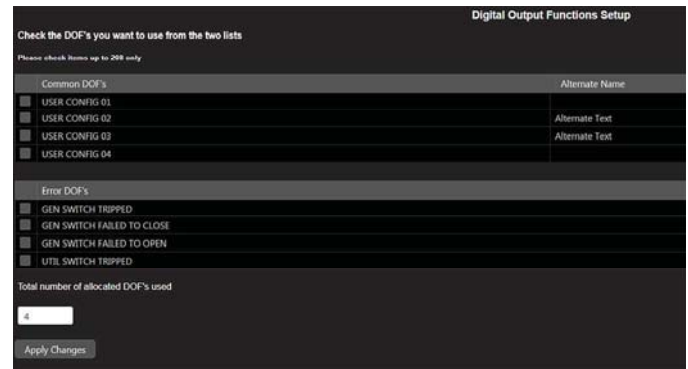 Digital Output Functions Setup
Check the DOF's you want to use from the two lists
Please check items up to 200 only
Common DOF's Alternate Name
USER CONFIG 01
USER CONFIG 02 Alternate Text
USER CONFIG 03 Alternate Text
USER CONFIG 04
Error DOF's
GEN SWITCH TRIPPED
GEN SWITCH FAILED TO CLOSE
GEN SWITCH FAILED TO OPEN
UTIL SWITCH TRIPPED
Total number of allocated DOF's used
4
Apply Changes